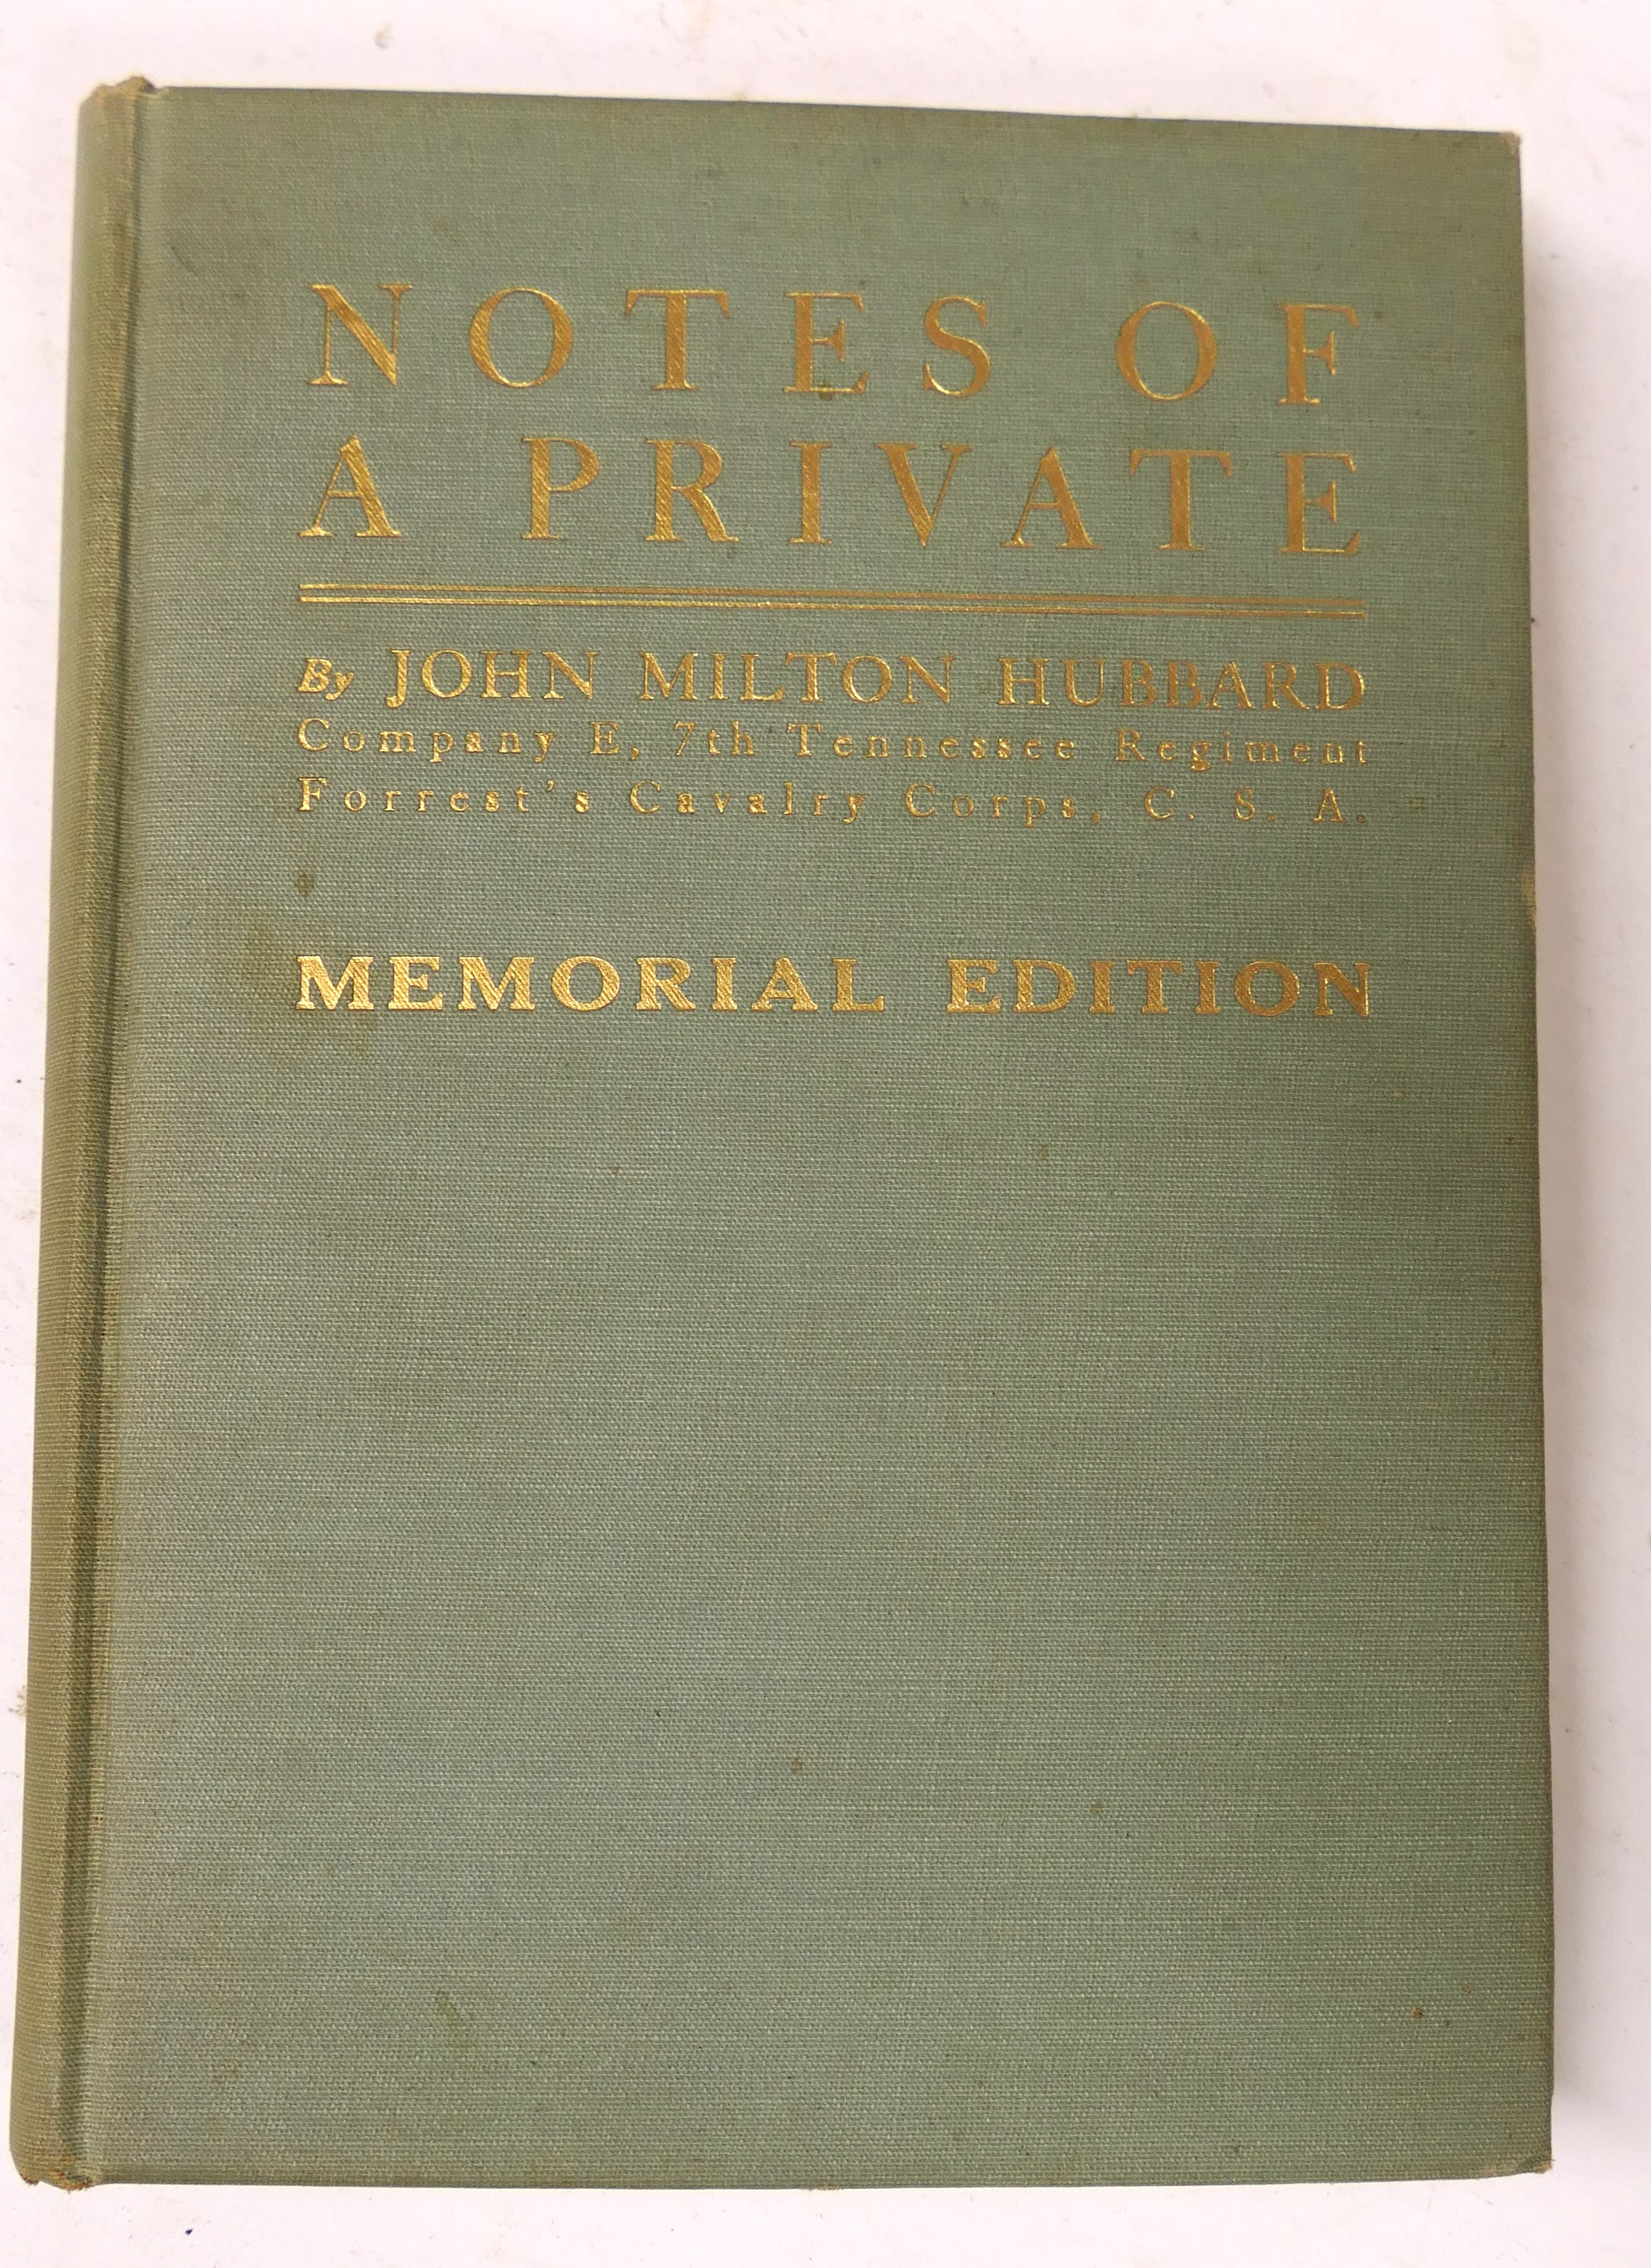 NOTES OF
A PRIVATE
By JOHN MILTON HUBBARD
Company E, 7th Tennessee Regiment
Forrest's Cavalry Corps, C. S. A.
MEMORIAL EDITION